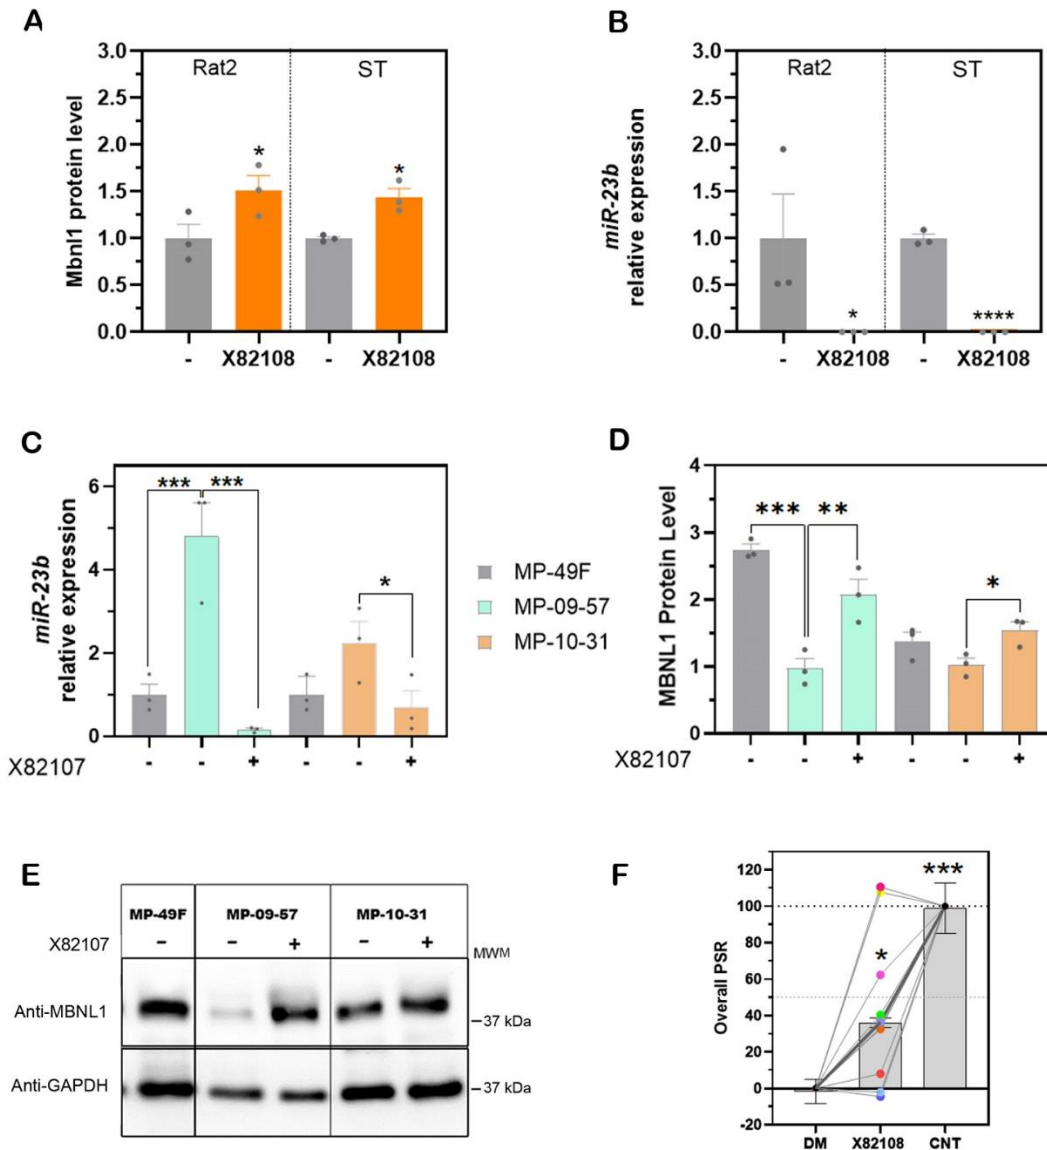 A
Mbnl1 protein level
3.0
2.5
2.0
1.5
1.0
0.5
0.0
Rat2
ST
*
*
-
X82108
-
X82108
B
miR-23b
relative expression
3.0
2.5
2.0
1.5
1.0
0.5
0.0
Rat2
ST
*
****
-
X82108
-
X82108
C
miR-23b
relative expression
6
4
2
0
***
***
*
X82107
-
-
+
-
-
+
MP-49F
MP-09-57
MP-10-31
D
MBNL1 Protein Level
4
3
2
1
0
***
**
*
X82107
-
-
+
-
-
+
E
MP-49F
MP-09-57
MP-10-31
X82107
-
-
+
-
+
MWM
Anti-MBNL1
37 kDa
Anti-GAPDH
37 kDa
F
Overall PSR
120
100
80
60
40
20
0
-20
*
***
DM
X82108
CNT